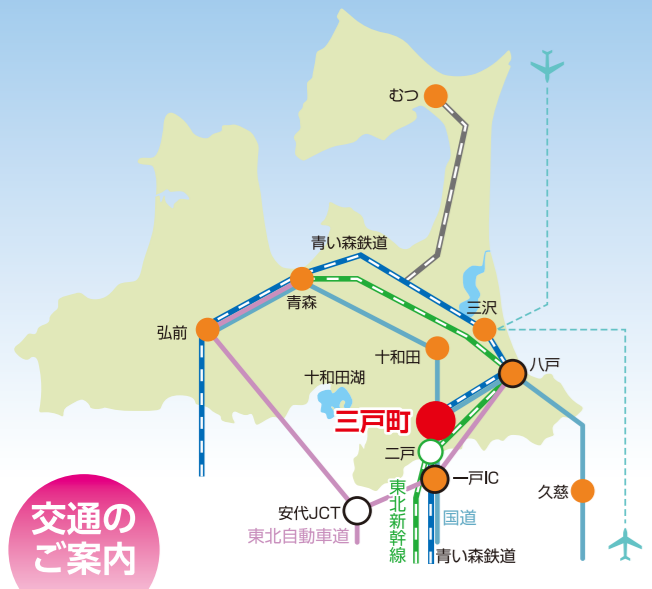 むつ
青い森鉄道
青森
三沢
弘前
十和田
八戸
十和田湖
三戸町
二戸
一戸IC
久慈
安代JCT
国道
東北自動車道
東北新幹線
青い森鉄道
交通の
ご案内